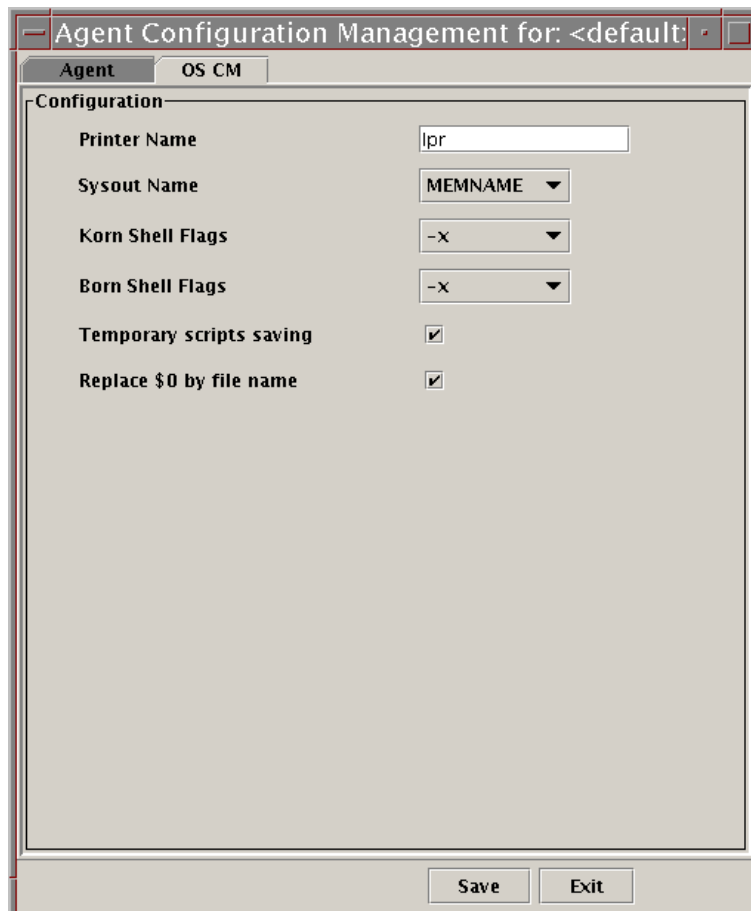 Agent Configuration Management for: <default:
Agent OS CM
Configuration
Printer Name lpr
Sysout Name MEMNAME
Korn Shell Flags -x
Born Shell Flags -x
Temporary scripts saving
Replace $0 by file name
Save Exit